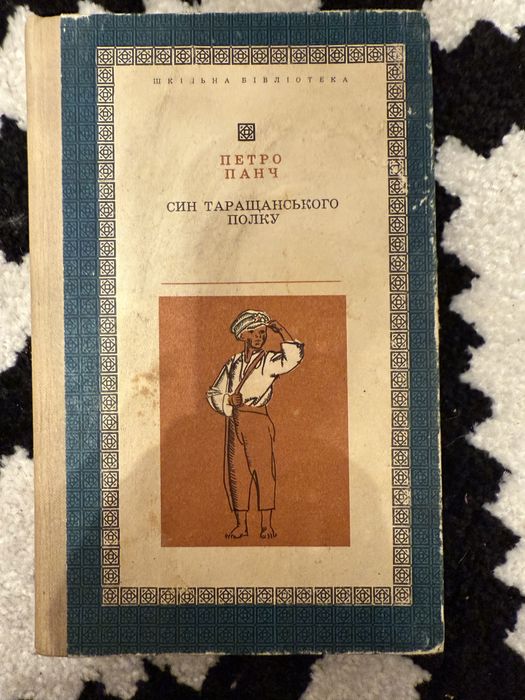 ШКІЛЬНА БІБЛІОТЕКА
ПЕТРО
ПАНЧ
СИН ТАРАЩАНСЬКОГО
ПОЛКУ